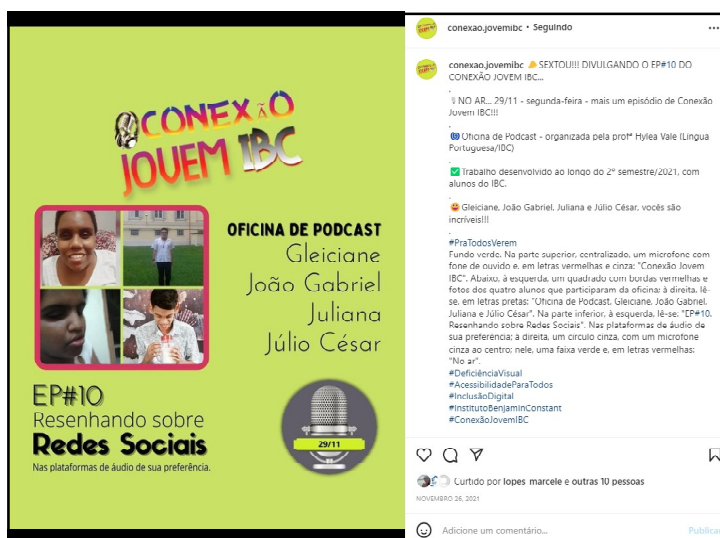 CONEXÃO
JOVEM IBC
OFICINA DE PODCAST
Gleiciane
João Gabriel
Juliana
Júlio César
EP#10
Resenhando sobre
Redes Sociais
Nas plataformas de áudio de sua preferência.
29/11
conexao.jovemibc • Seguindo
conexao.jovemibc SEXTOU!!! DIVULGANDO O EP#10 DO
CONEXÃO JOVEM IBC...
.
NO AR... 29/11 - segunda-feira - mais um episódio de Conexão
Jovem IBC!!!
.
Oficina de Podcast - organizada pela profª Hylea Vale (Língua
Portuguesa/IBC)
.
Trabalho desenvolvido ao longo do 2º semestre/2021, com
alunos do IBC.
.
Gleiciane, João Gabriel, Juliana e Júlio César, vocês são
incríveis!!!
.
#PraTodosVerem
Fundo verde. Na parte superior, centralizado, um microfone com
fone de ouvido e, em letras vermelhas e cinza: "Conexão Jovem
IBC". Abaixo, à esquerda, um quadrado com bordas vermelhas e
fotos dos quatro alunos que participaram da oficina; à direita, lê-
se, em letras pretas: "Oficina de Podcast. Gleiciane, João Gabriel,
Juliana e Júlio César". Na parte inferior, à esquerda, lê-se: "EP#10.
Resenhando sobre Redes Sociais". Nas plataformas de áudio de
sua preferência; à direita, um círculo cinza, com um microfone
cinza ao centro; nele, uma faixa verde e, em letras vermelhas:
"No ar".
#DeficiênciaVisual
#AcessibilidadeParaTodos
#InclusãoDigital
#InstitutoBenjaminConstant
#ConexãoJovemIBC
Curtido por lopes_marcele e outras 10 pessoas
NOVEMBRO 26, 2021
Adicione um comentário...
Publicar